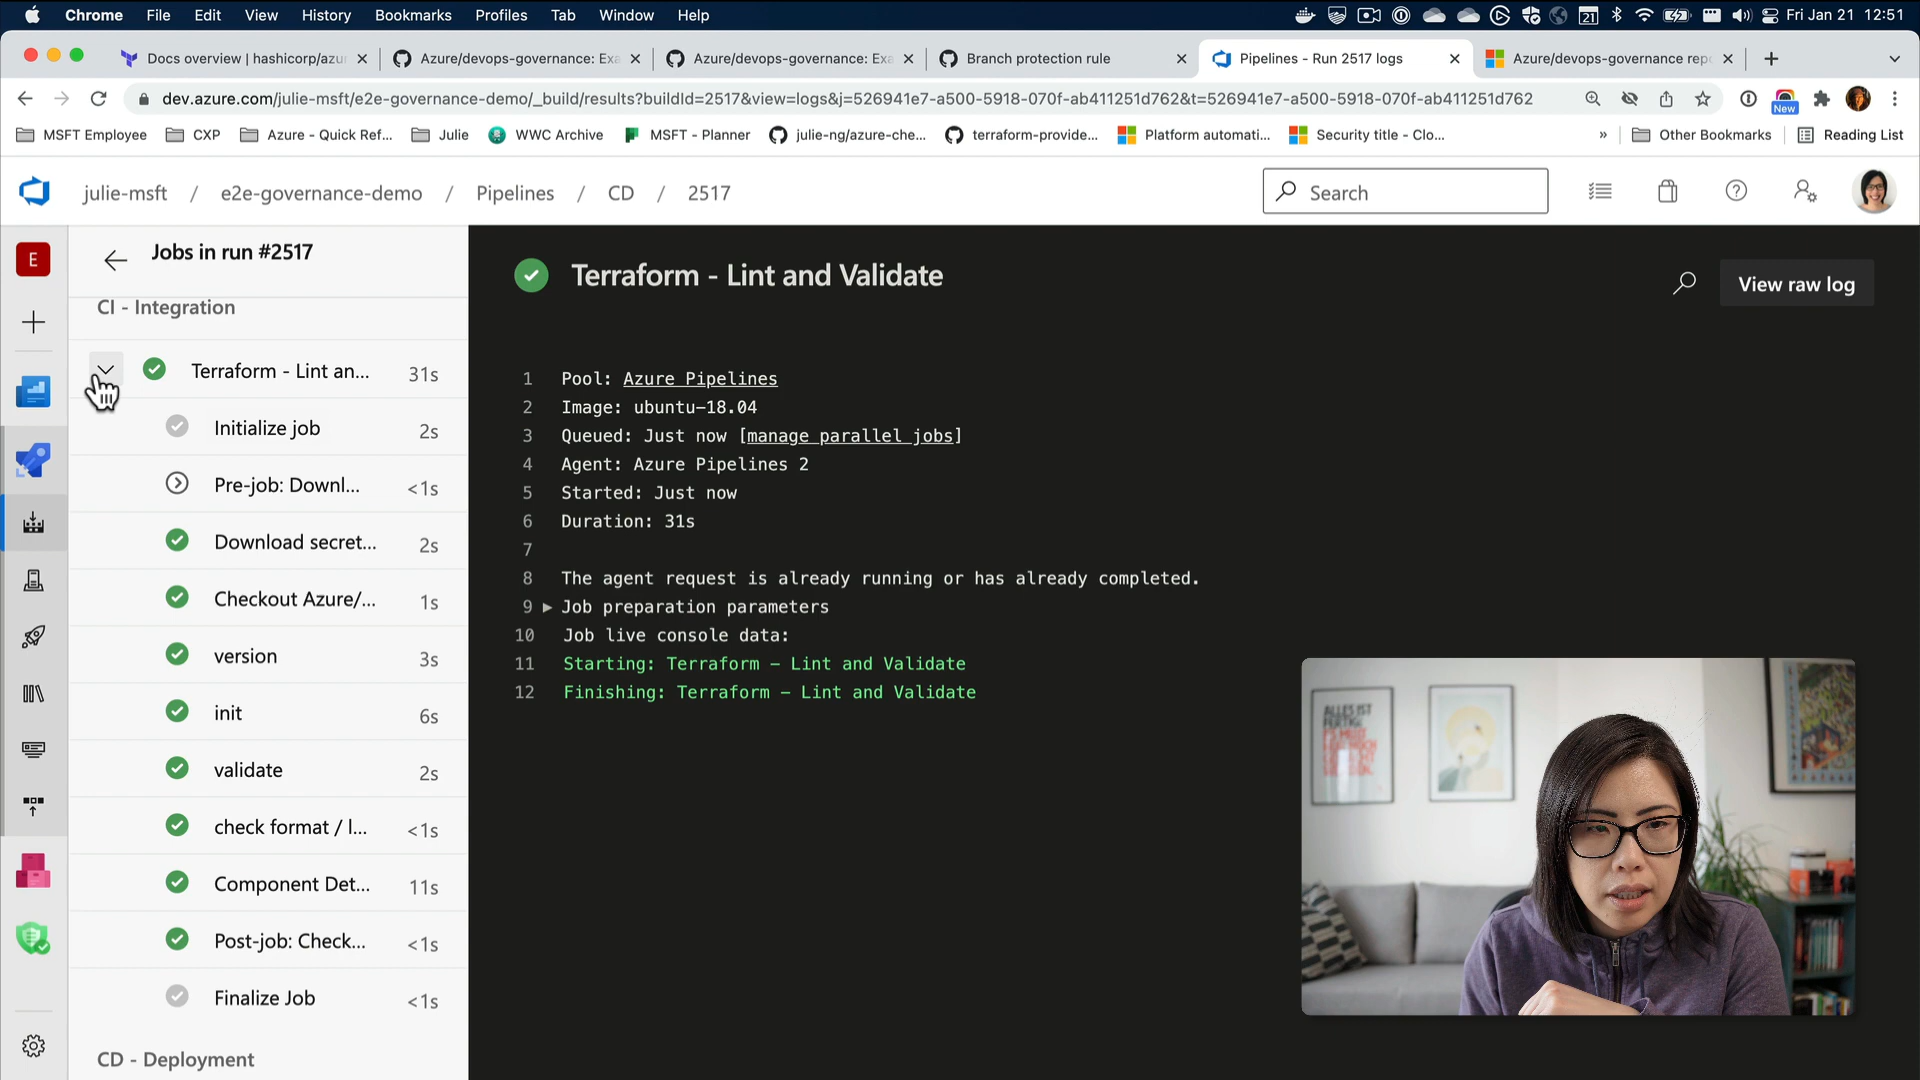 Chrome File Edit View History Bookmarks Profiles Tab Window Help
21
Fri Jan 21 12:51
Docs overview | hashicorp/azur
Azure/devops-governance: Exa
Azure/devops-governance: Exa
Branch protection rule
Pipelines - Run 2517 logs
Azure/devops-governance repo
dev.azure.com/julie-msft/e2e-governance-demo/_build/results?buildId=2517&view=logs&j=526941e7-a500-5918-070f-ab411251d762&t=526941e7-a500-5918-070f-ab411251d762
New
MSFT Employee
CXP
Azure - Quick Ref...
Julie
WWC Archive
MSFT - Planner
julie-ng/azure-che...
terraform-provide...
Platform automati...
Security title - Clo...
»
Other Bookmarks
Reading List
julie-msft / e2e-governance-demo / Pipelines / CD / 2517
Search
E
Jobs in run #2517
CI - Integration
Terraform - Lint an... 31s
Initialize job 2s
Pre-job: Downl... <1s
Download secret... 2s
Checkout Azure/... 1s
version 3s
init 6s
validate 2s
check format / l... <1s
Component Det... 11s
Post-job: Check... <1s
Finalize Job <1s
CD - Deployment
Terraform - Lint and Validate
View raw log
1 Pool: Azure Pipelines
2 Image: ubuntu-18.04
3 Queued: Just now [manage parallel jobs]
4 Agent: Azure Pipelines 2
5 Started: Just now
6 Duration: 31s
7
8 The agent request is already running or has already completed.
9 Job preparation parameters
10 Job live console data:
11 Starting: Terraform - Lint and Validate
12 Finishing: Terraform - Lint and Validate
ALLES IST
FERTIG: